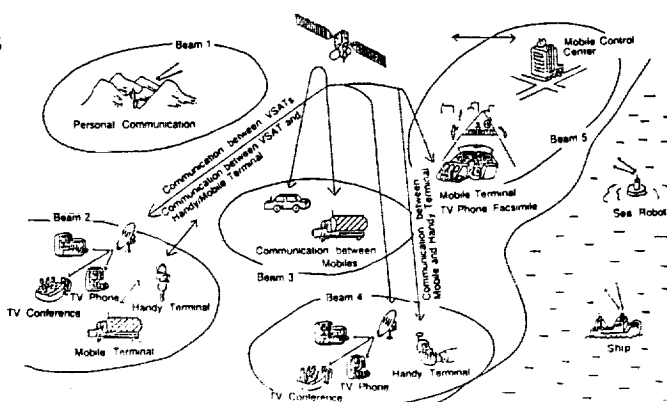 Beam 1
Personal Communication
Mobile Control
Center
Beam 5
Communication between VSATs
Communication between VSAT and
Handy/Mobile Terminal
Mobile Terminal
TV Phone Facsimile
Communication between
Mobiles
Beam 3
Communication between
Mobile and Handy Terminal
Sea Robot
Beam 2
TV Phone
TV Conference
Handy Terminal
Mobile Terminal
Beam 4
TV Phone
TV Conference
Handy Terminal
Ship